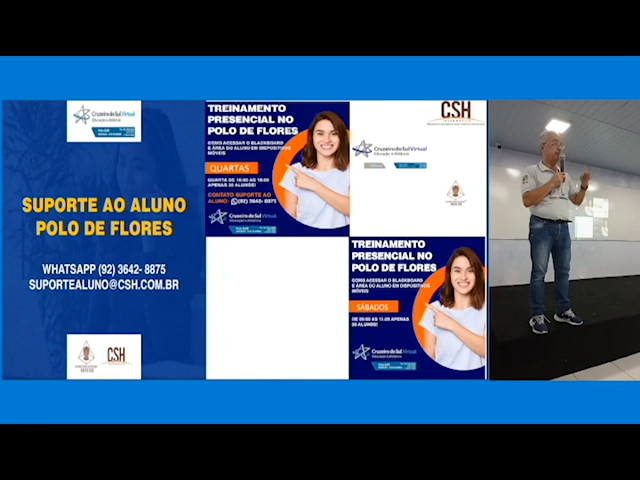 Cruzeiro do Sul Virtual
Educação a distância
SUPORTE AO ALUNO
POLO DE FLORES
WHATSAPP (92) 3642- 8875
SUPORTEALUNO@CSH.COM.BR
CSH
TREINAMENTO
PRESENCIAL NO
POLO DE FLORES
COMO ACESSAR O BLACKBOARD
E ÁREA DO ALUNO EM DISPOSITIVOS
MÓVEIS
QUARTAS
APENAS 30 ALUNOS!
CONTATO SUPORTE AO
ALUNO: (92) 3642- 8875
Cruzeiro do Sul Virtual
Cruzeiro do Sul Virtual
Educação a distância
CSH
TREINAMENTO
PRESENCIAL NO
POLO DE FLORES
COMO ACESSAR O BLACKBOARD
E ÁREA DO ALUNO EM DISPOSITIVOS
MÓVEIS
SÁBADOS
30 ALUNOS!
Cruzeiro do Sul Virtual